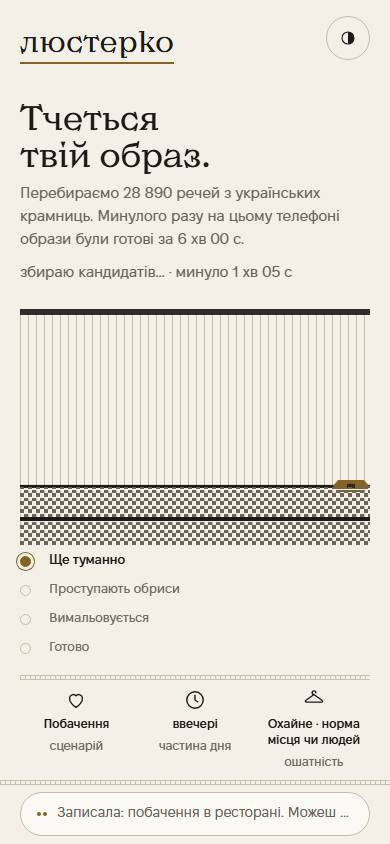 люстерко
Тчеться
твій образ.
Перебираємо 28 890 речей з українських
крамниць. Минулого разу на цьому телефоні
образи були готові за 6 хв 00 с.
збираю кандидатів... · минуло 1 хв 05 с
Ще туманно
Проступають обриси
Вимальовується
Готово
Побачення
сценарій
ввечері
частина дня
Охайне · норма
місця чи людей
ошатність
Записала: побачення в ресторані. Можеш ...